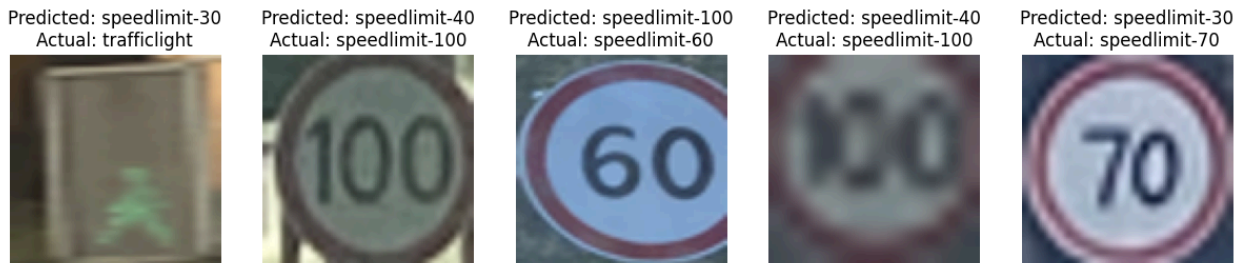 Predicted: speedlimit-30
Actual: trafficlight
Predicted: speedlimit-40
Actual: speedlimit-100
Predicted: speedlimit-100
Actual: speedlimit-60
Predicted: speedlimit-40
Actual: speedlimit-100
Predicted: speedlimit-30
Actual: speedlimit-70
100
60
100
70